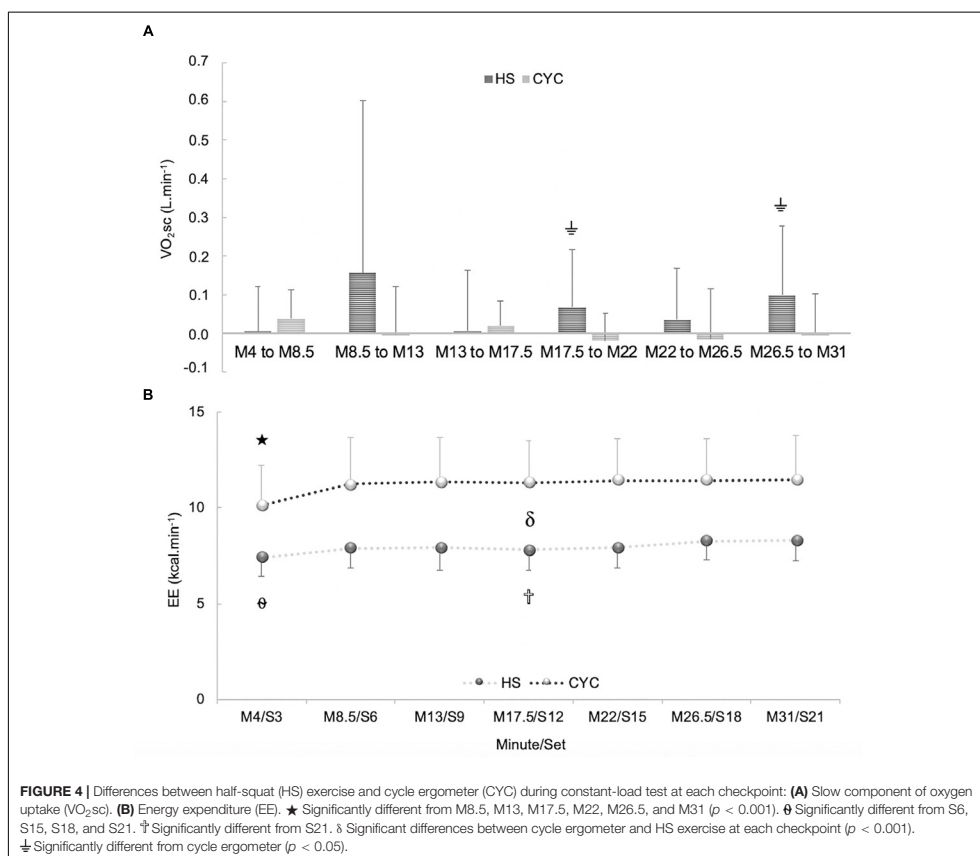 A
0.7
HS CYC
0.6
0.5
0.4
0.3
0.2
0.1
0.0
-0.1
VO₂sc (L.min⁻¹)
⏚
⏚
M4 to M8.5 M8.5 to M13 M13 to M17.5 M17.5 to M22 M22 to M26.5 M26.5 to M31
B
15
10
5
0
EE (kcal.min⁻¹)
★
δ
ꟁ
✞
HS CYC
M4/S3 M8.5/S6 M13/S9 M17.5/S12 M22/S15 M26.5/S18 M31/S21
Minute/Set
FIGURE 4 | Differences between half-squat (HS) exercise and cycle ergometer (CYC) during constant-load test at each checkpoint: (A) Slow component of oxygen
uptake (VO₂sc). (B) Energy expenditure (EE). ★ Significantly different from M8.5, M13, M17.5, M22, M26.5, and M31 (p < 0.001). ꟁ Significantly different from S6,
S15, S18, and S21. ✞ Significantly different from S21. δ Significant differences between cycle ergometer and HS exercise at each checkpoint (p < 0.001).
⏚ Significantly different from cycle ergometer (p < 0.05).